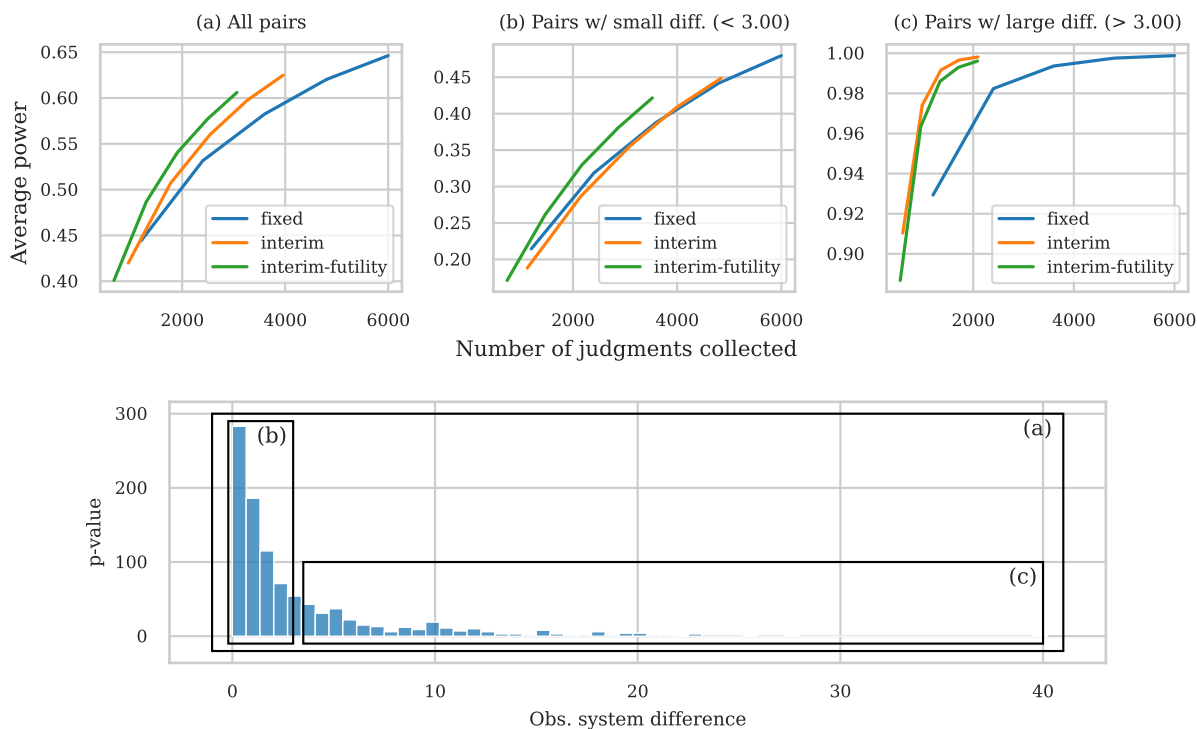 (a) All pairs
(b) Pairs w/ small diff. (< 3.00)
(c) Pairs w/ large diff. (> 3.00)
Average power
0.65
0.60
0.55
0.50
0.45
0.40
2000
4000
6000
fixed
interim
interim-futility
0.45
0.40
0.35
0.30
0.25
0.20
2000
4000
6000
fixed
interim
interim-futility
1.00
0.98
0.96
0.94
0.92
0.90
2000
4000
6000
fixed
interim
interim-futility
Number of judgments collected
p-value
300
200
100
0
(b)
(a)
(c)
0
10
20
30
40
Obs. system difference